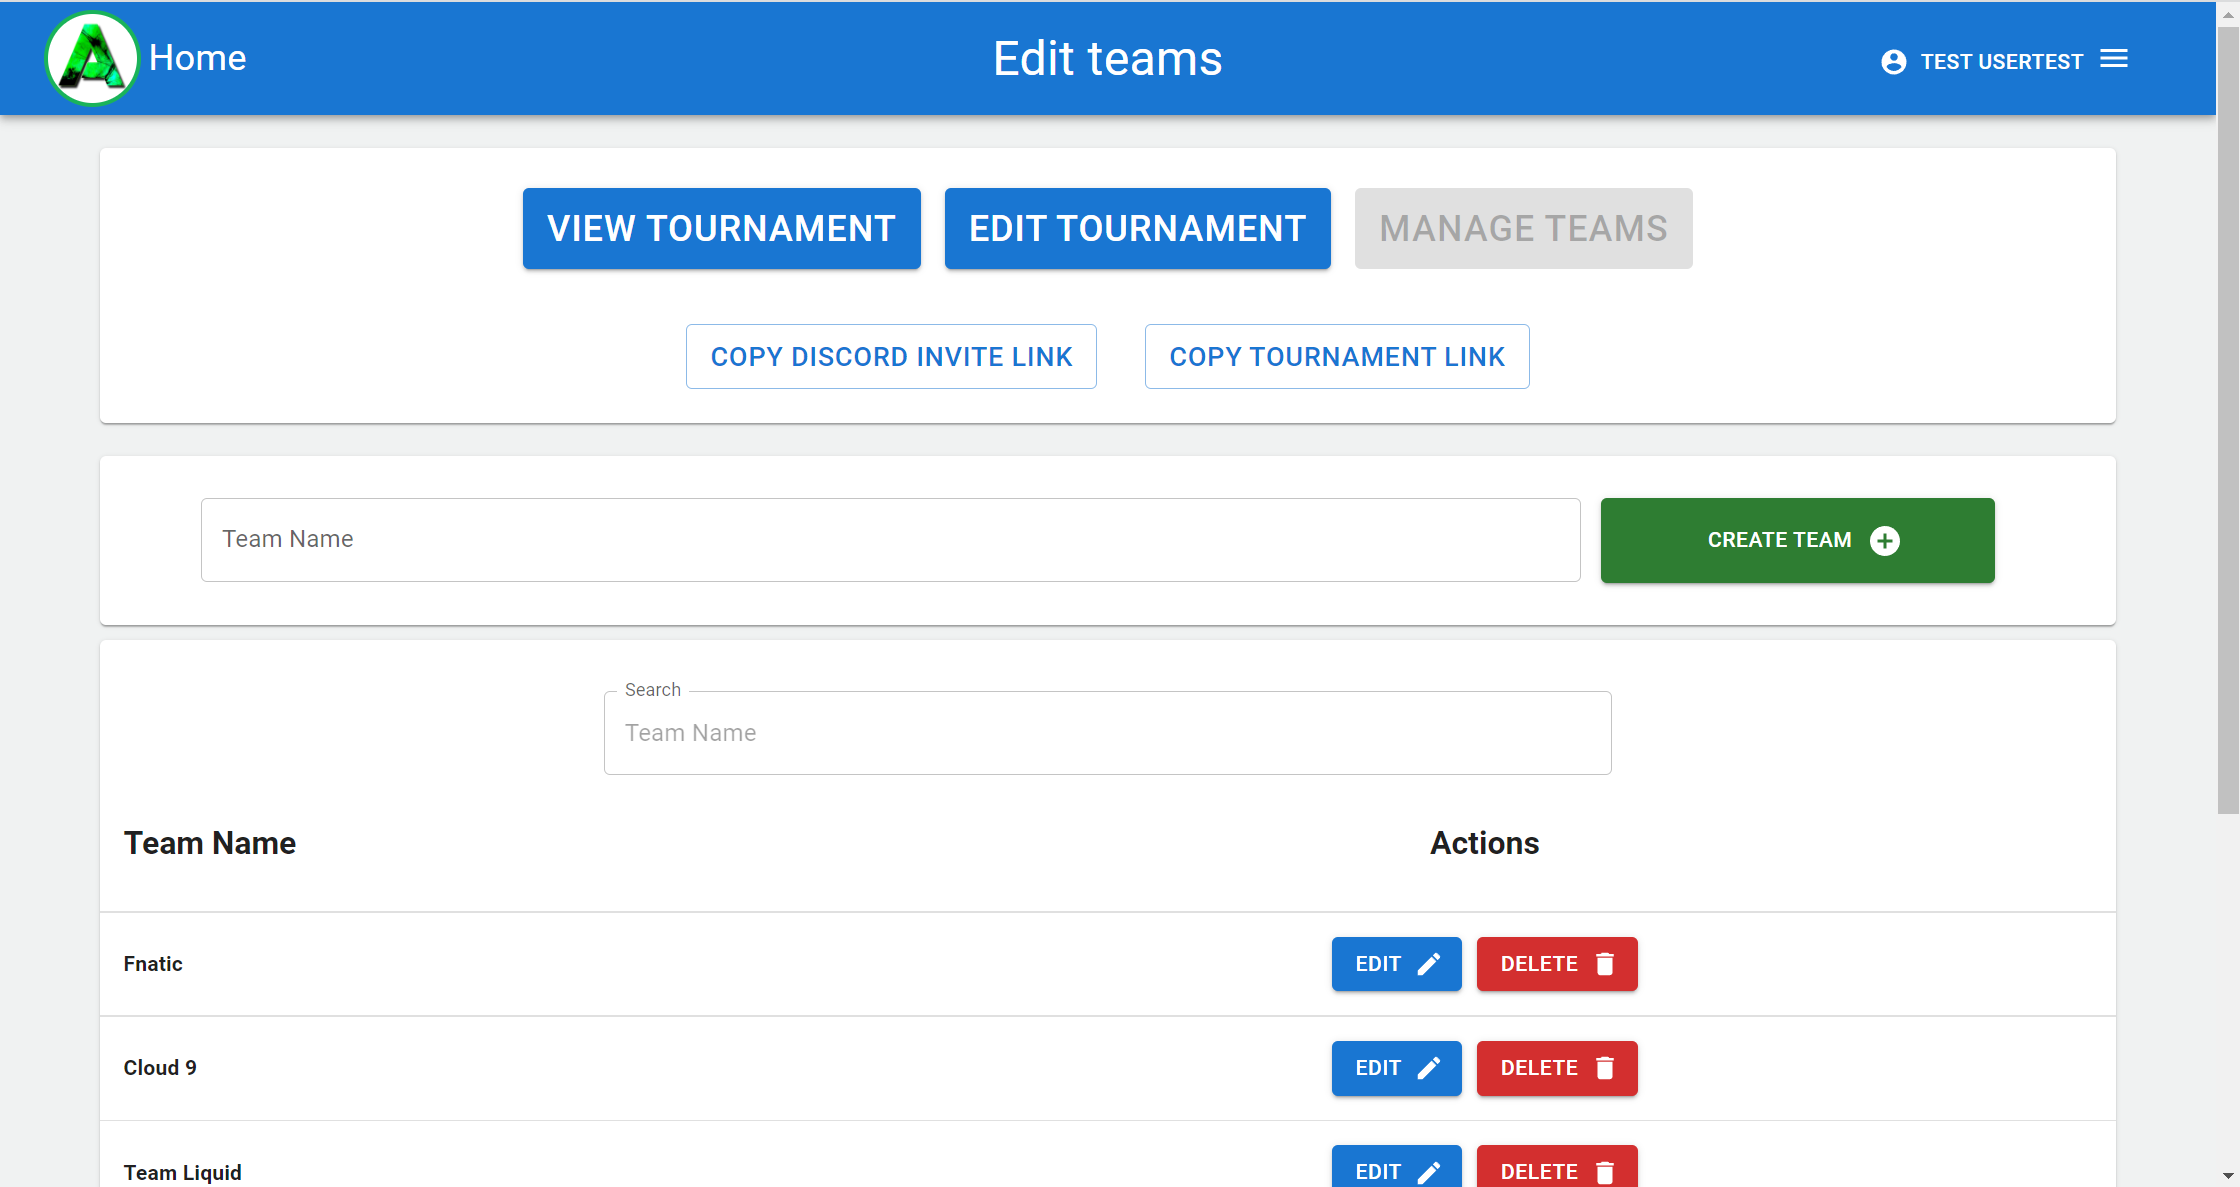 Home
Edit teams
TEST USERTEST
VIEW TOURNAMENT
EDIT TOURNAMENT
MANAGE TEAMS
COPY DISCORD INVITE LINK
COPY TOURNAMENT LINK
Team Name
CREATE TEAM
Search
Team Name
Team Name
Actions
Fnatic
EDIT
DELETE
Cloud 9
EDIT
DELETE
Team Liquid
EDIT
DELETE